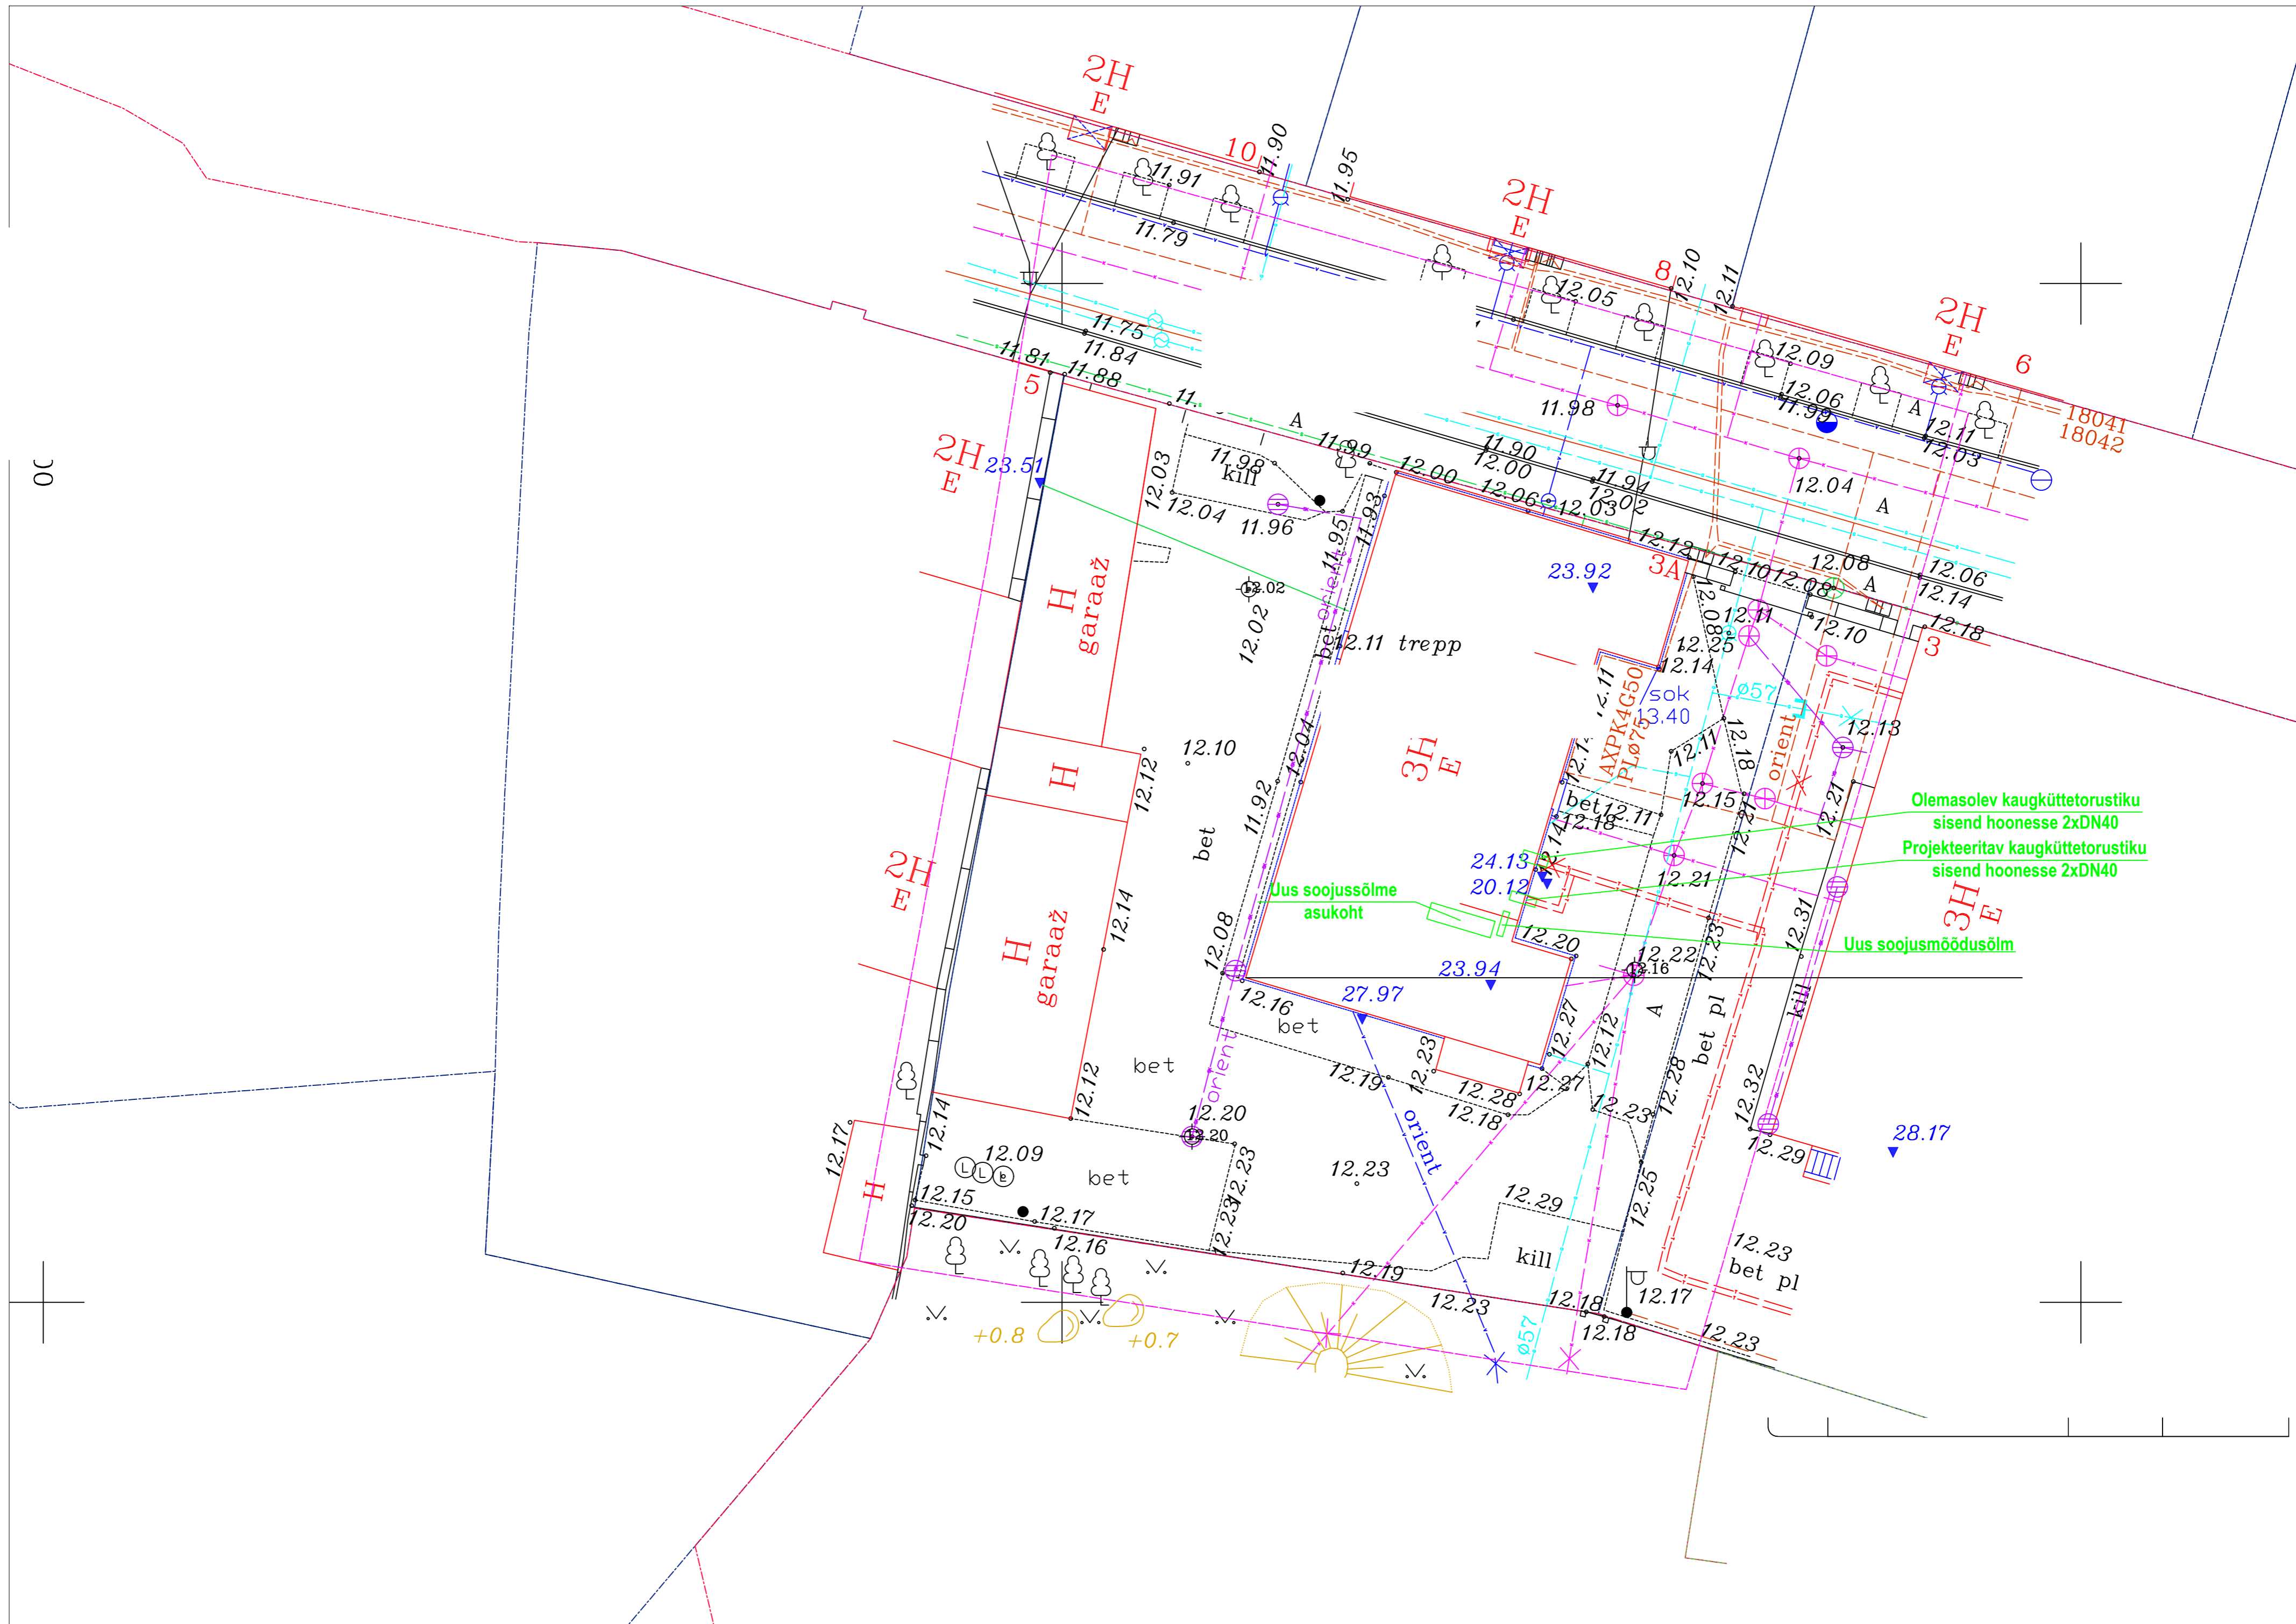 2H
E
10
11.90
11.95
11.91
11.79
2H
E
8
12.10
12.11
12.05
2H
E
6
12.09
12.06
11.99
A
12.11
12.03
18041
18042
11.75
11.84
11.81
11.88
5
A
11.98
11.98
kill
11.99
12.00
11.90
12.00
11.94
12.02
12.04
A
2H
E
23.51
12.03
12.04
11.96
11.95
11.93
12.06
12.03
12.12
3A
12.10
12.08
12.08
A
12.06
12.14
12.18
3
H
garaaž
12.02
12.02
orient
bet
12.11 trepp
23.92
12.08
12.11
12.10
12.25
12.14
12.11
AXPK4G50
PLø75
sok
13.40
ø57
orient
12.13
H
12.12
12.10
12.04
11.92
bet
3H
E
12.11
12.18
bet
12.11
12.18
12.15
12.21
12.21
Olemasolev kaugküttetorustiku
sisend hoonesse 2xDN40
Projekteeritav kaugküttetorustiku
sisend hoonesse 2xDN40
2H
E
12.14
24.13
20.12
12.21
Uus soojussõlme
asukoht
3H
E
Uus soojusmõõdusõlm
H
garaaž
12.14
12.08
12.20
12.22
12.16
12.23
12.31
kill
23.94
27.97
12.16
bet
bet
orient
12.27
12.12
A
bet pl
12.12
12.19
12.23
12.28
12.27
12.18
12.23
12.28
12.32
12.29
28.17
12.14
12.17
H
12.09
L
L
12.20
12.20
12.23
12.23
orient
bet
12.23
12.29
12.25
12.15
12.20
12.17
12.16
kill
12.23
bet pl
12.19
12.23
12.18
12.18
12.17
12.23
+0.8
+0.7
ø57